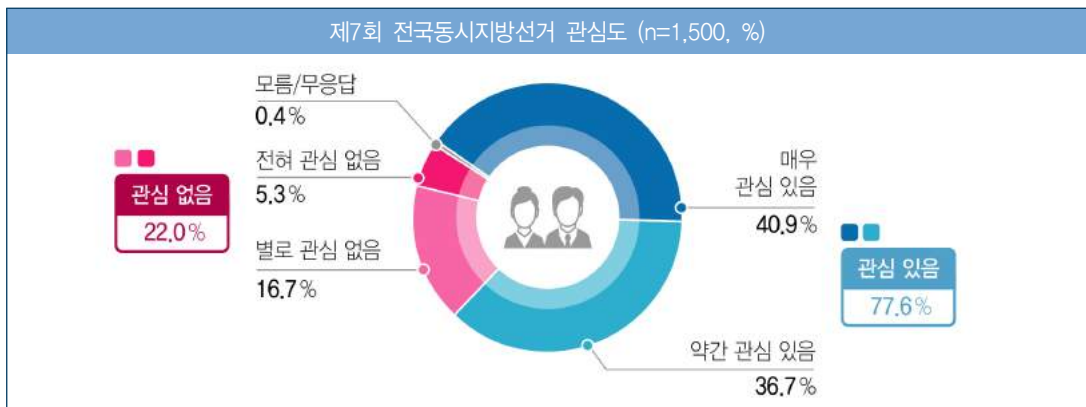 제7회 전국동시지방선거 관심도 (n=1,500, %)
모름/무응답
0.4%
전혀 관심 없음
5.3%
관심 없음
22.0%
별로 관심 없음
16.7%
매우
관심 있음
40.9%
관심 있음
77.6%
약간 관심 있음
36.7%